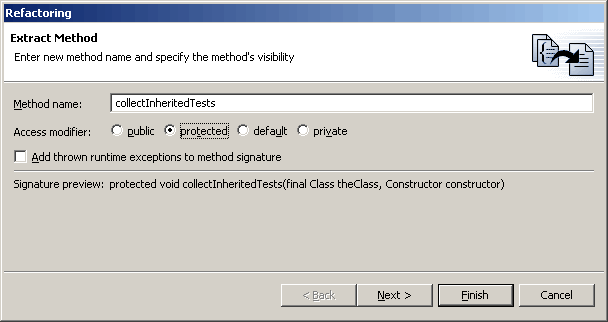 Refactoring
Extract Method
Enter new method name and specify the method's visibility
Method name: collectInheritedTests
Access modifier: public protected default private
Add thrown runtime exceptions to method signature
Signature preview: protected void collectInheritedTests(final Class theClass, Constructor constructor)
< Back Next > Finish Cancel